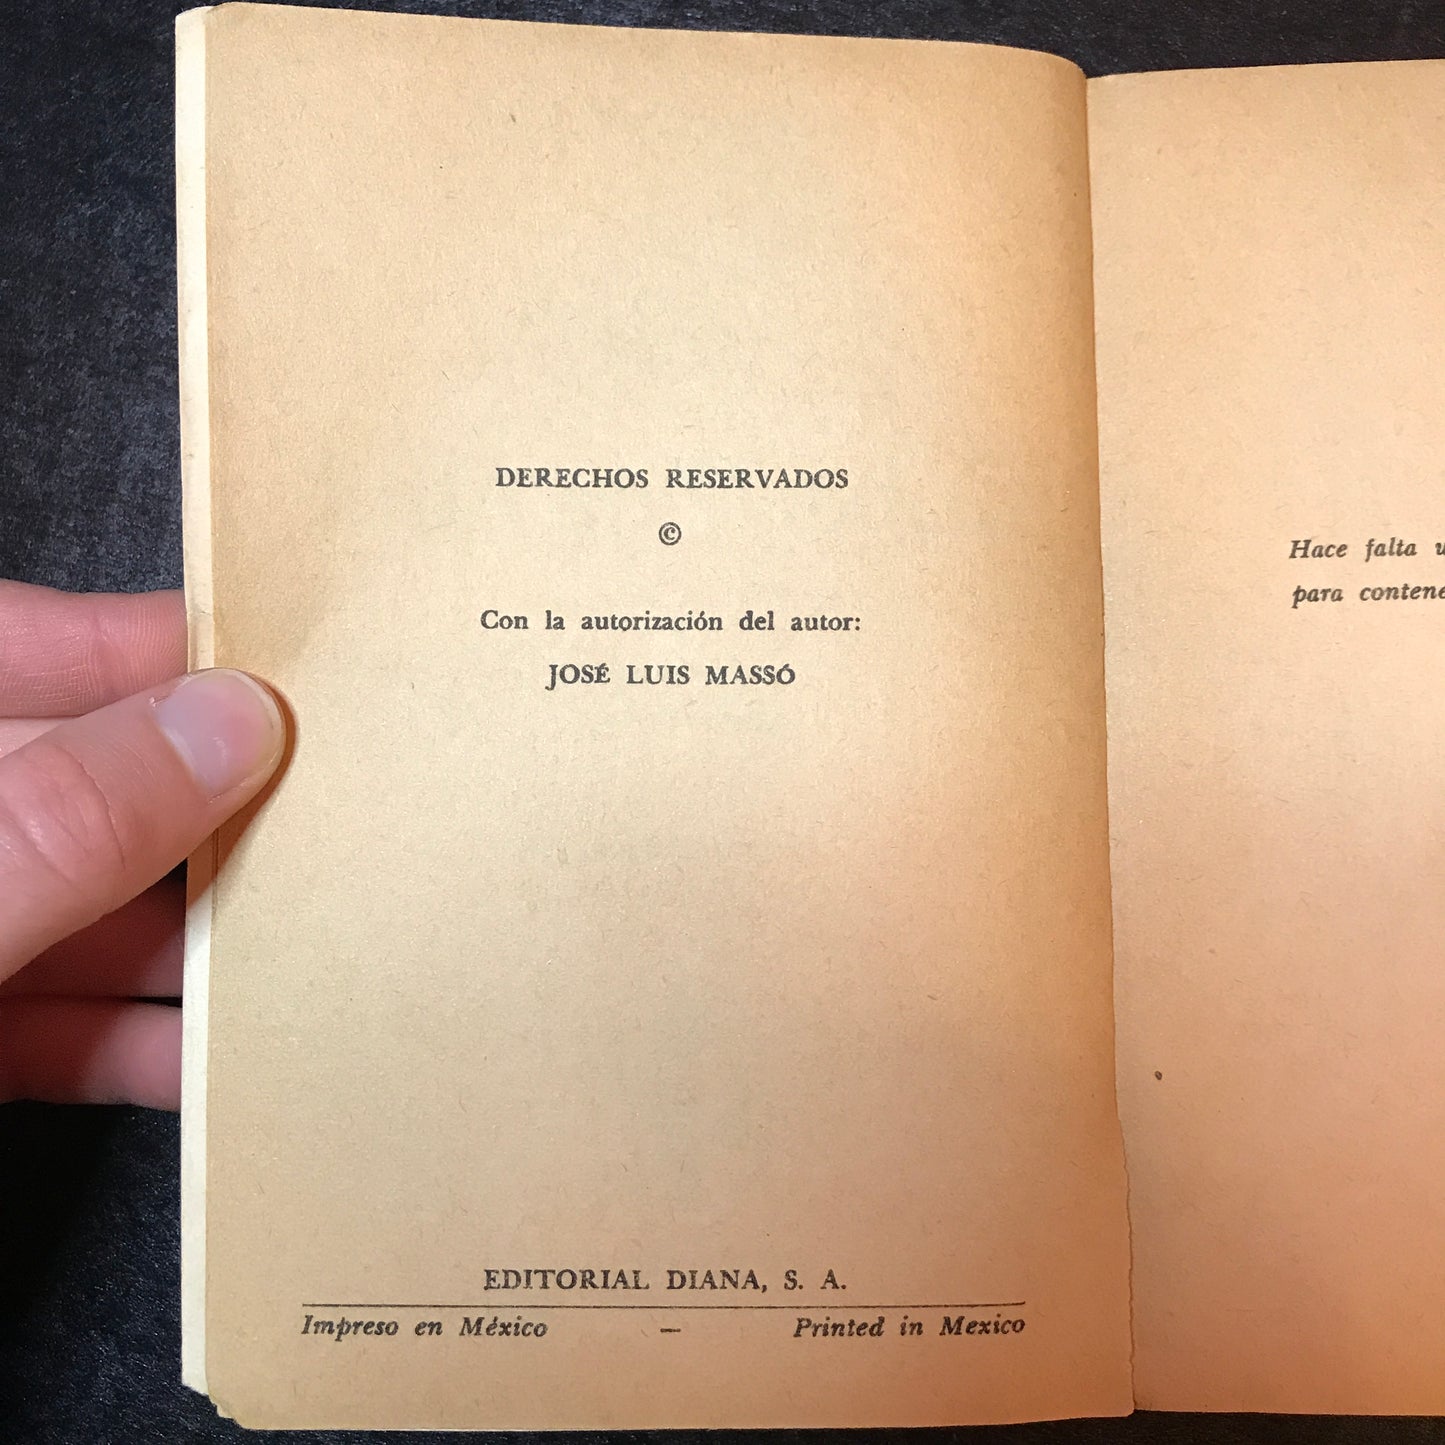 DERECHOS RESERVADOS
©
Con la autorización del autor:
JOSÉ LUIS MASSÓ
EDITORIAL DIANA, S. A.
Impreso en México — Printed in Mexico
Hace falta
para